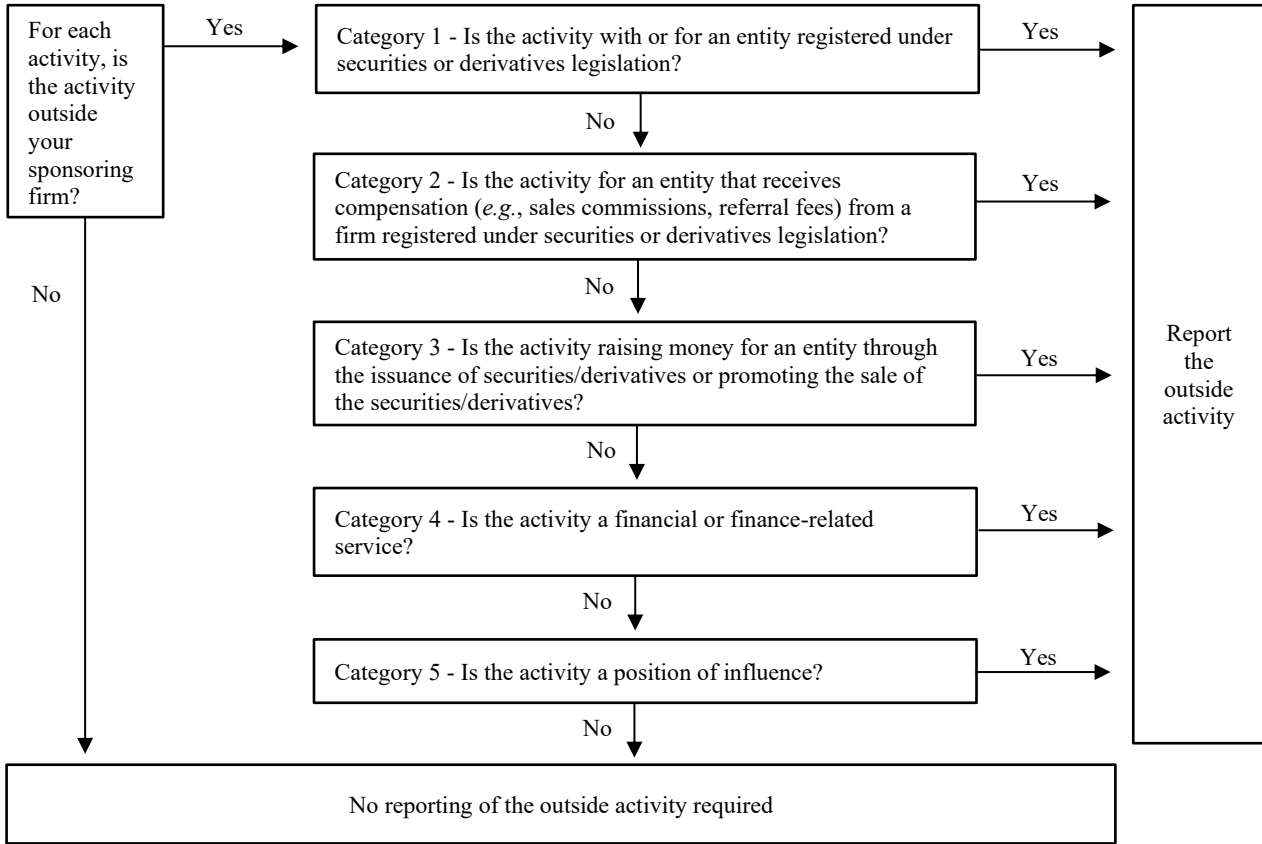 For each
activity, is
the activity
outside
your
sponsoring
firm?
Yes
Category 1 - Is the activity with or for an entity registered under
securities or derivatives legislation?
Yes
No
Category 2 - Is the activity for an entity that receives
compensation (e.g., sales commissions, referral fees) from a
firm registered under securities or derivatives legislation?
Yes
No
No
Category 3 - Is the activity raising money for an entity through
the issuance of securities/derivatives or promoting the sale of
the securities/derivatives?
Yes
Report
the
outside
activity
No
Category 4 - Is the activity a financial or finance-related
service?
Yes
No
Category 5 - Is the activity a position of influence?
Yes
No
No reporting of the outside activity required